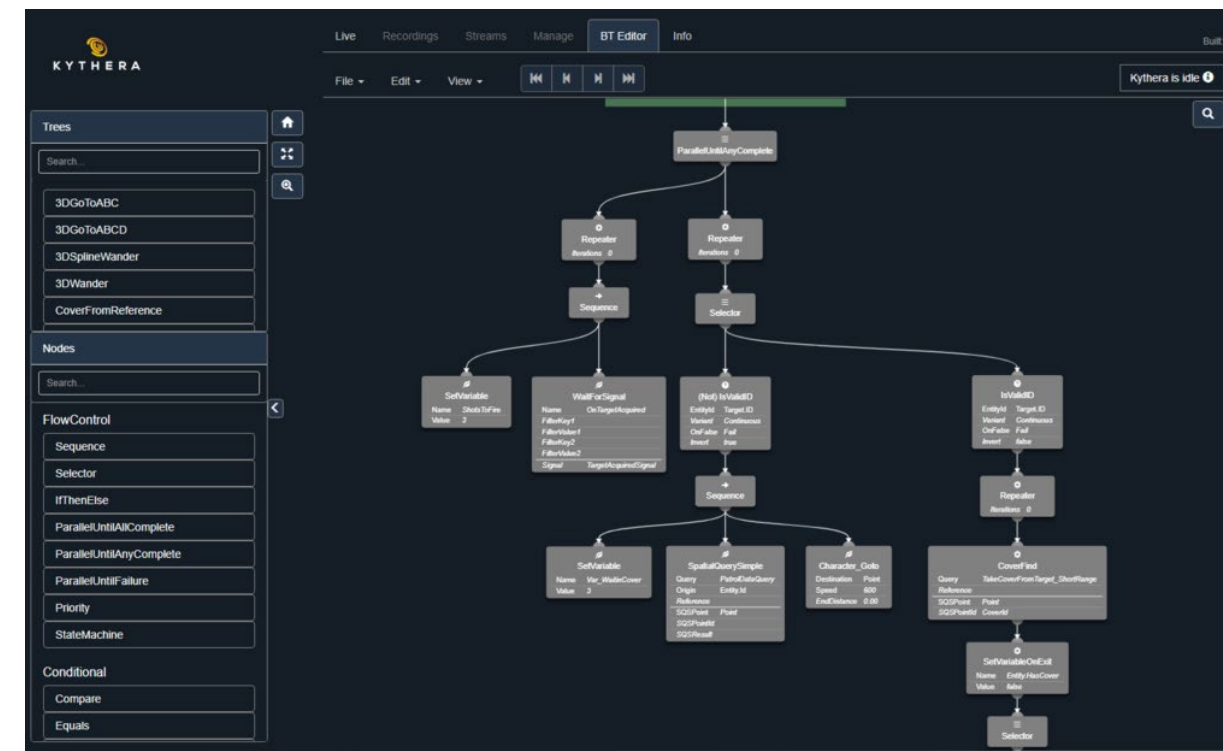 KYTHERA
Live Recordings Streams Manage BT Editor Info
Built
File Edit View
Kythera is idle
Trees
Search...
3DGoToABC
3DGoToABCD
3DSplineWander
3DWander
CoverFromReference
Nodes
Search...
FlowControl
Sequence
Selector
IfThenElse
ParallelUntilAllComplete
ParallelUntilAnyComplete
ParallelUntilFailure
Priority
StateMachine
Conditional
Compare
Equals
ParallelUntilAnyComplete
Repeater
Iterations 0
Repeater
Iterations 0
Sequence
Selector
SetVariable
Name ShotsToFire
Value 3
WaitForSignal
Name OnTargetAcquired
FilterKey1
FilterValue1
FilterKey2
FilterValue2
Signal TargetAcquiredSignal
(Not) IsValidID
EntityId Target.ID
Variant Continuous
OnFalse Fail
Invert true
IsValidID
EntityId Target.ID
Variant Continuous
OnFalse Fail
Invert false
Sequence
Repeater
Iterations 0
SetVariable
Name Var_WaitInCover
Value 3
SpatialQuerySimple
Query PatrolDataQuery
Origin Entity.Id
Reference
SQSPoint Point
SQSPointId
SQSResult
Character_Goto
Destination Point
Speed 600
EndDistance 0.00
CoverFind
Query TakeCoverFromTarget_ShortRange
Reference
SQSPoint Point
SQSPointId CoverId
SetVariableOnExit
Name Entity.HasCover
Value false
Selector